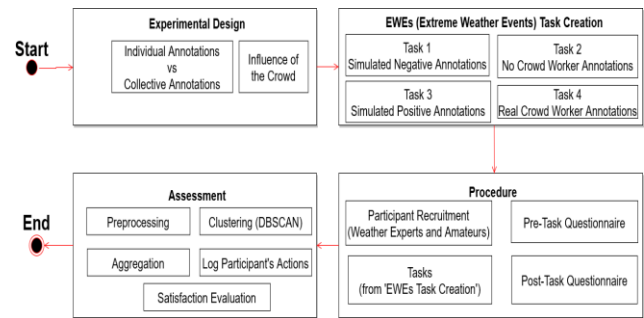 Start
Experimental Design
Individual Annotations
vs
Collective Annotations
Influence of
the Crowd
EWEs (Extreme Weather Events) Task Creation
Task 1
Simulated Negative Annotations
Task 2
No Crowd Worker Annotations
Task 3
Simulated Positive Annotations
Task 4
Real Crowd Worker Annotations
Procedure
Participant Recruitment
(Weather Experts and Amateurs)
Pre-Task Questionnaire
Tasks
(from 'EWEs Task Creation')
Post-Task Questionnaire
Assessment
Preprocessing
Clustering (DBSCAN)
Aggregation
Log Participant's Actions
Satisfaction Evaluation
End